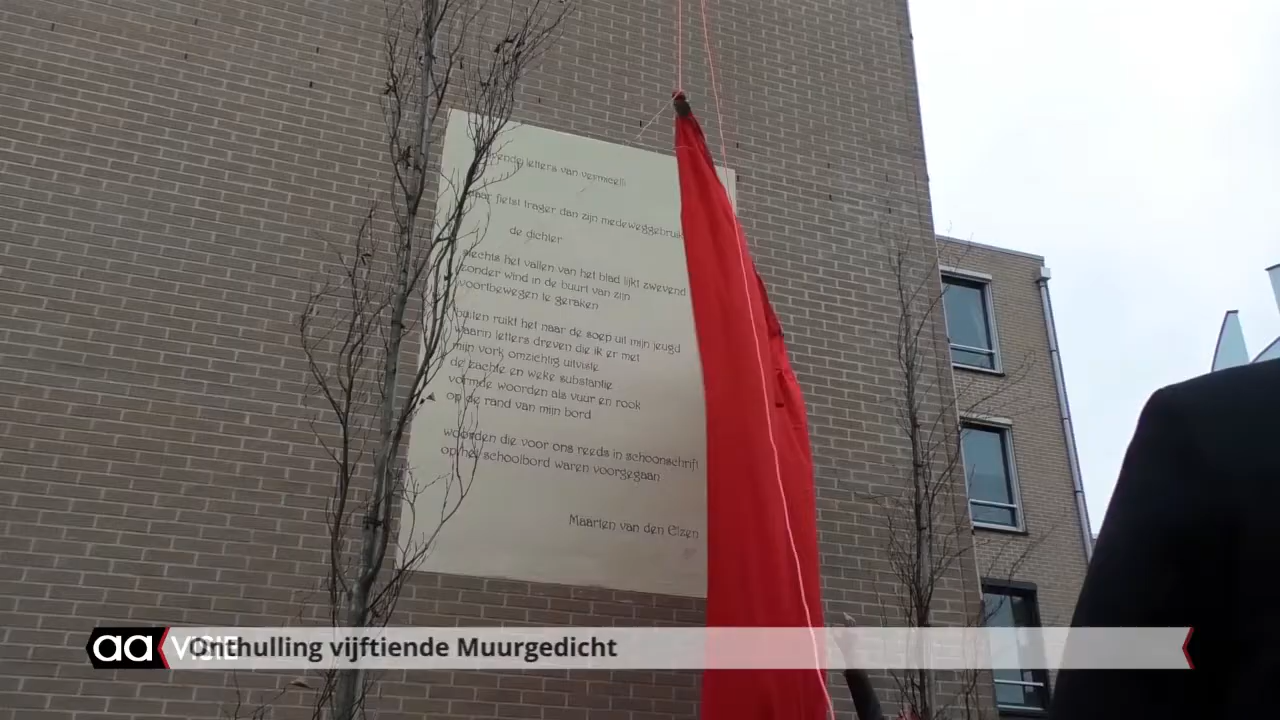 letters van vermicelli
fietst trager dan zijn medeweggebruik
de dichter
slechts het vallen van het blad lijkt zwevend
zonder wind in de buurt van zijn
voortbewegen te geraken
buiten ruikt het naar de soep uit mijn jeugd
waarin letters dreven die ik er met
mijn vork omzichtig uitviste
de zachte en weke substantie
vormde woorden als vuur en rook
op de rand van mijn bord
woorden die voor ons reeds in schoonschrift
op het schoolbord waren voorgegaan
Maarten van den Elzen
aa VISIE Onthulling vijftiende Muurgedicht